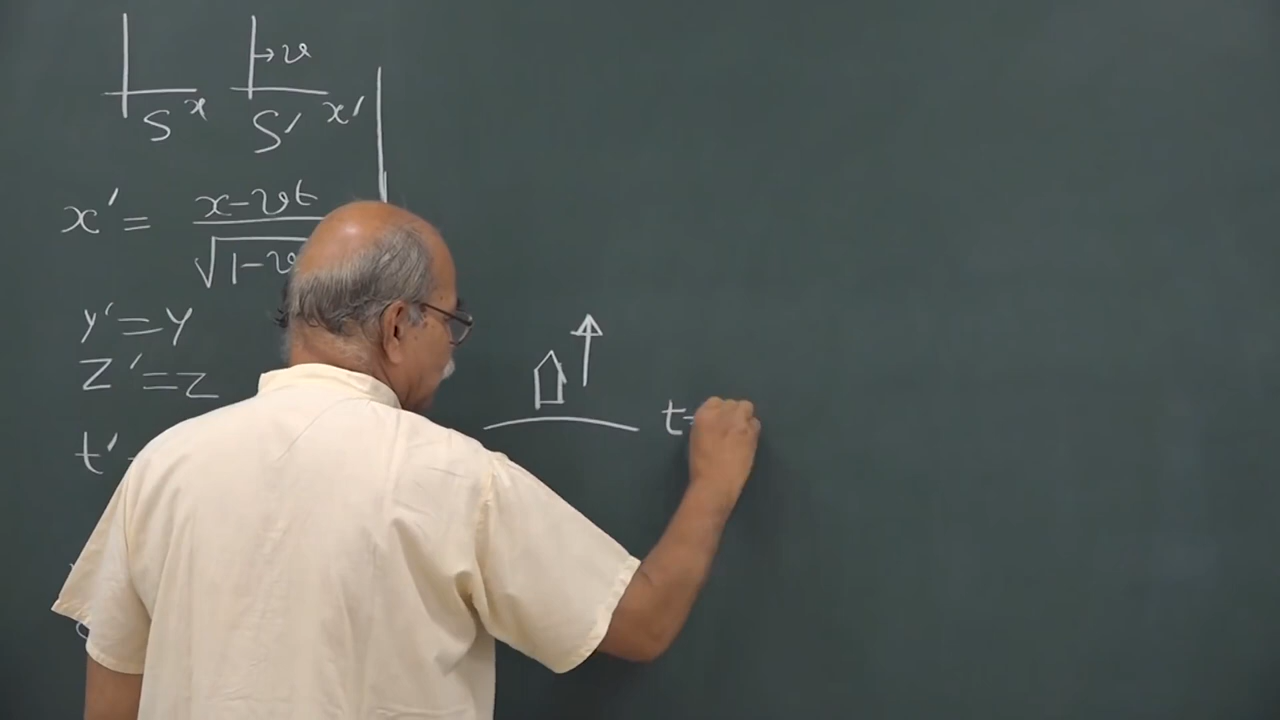 v
S x S′ x′
x′ = x-vt
√1-v
y′=y
z′=z
t′
t=